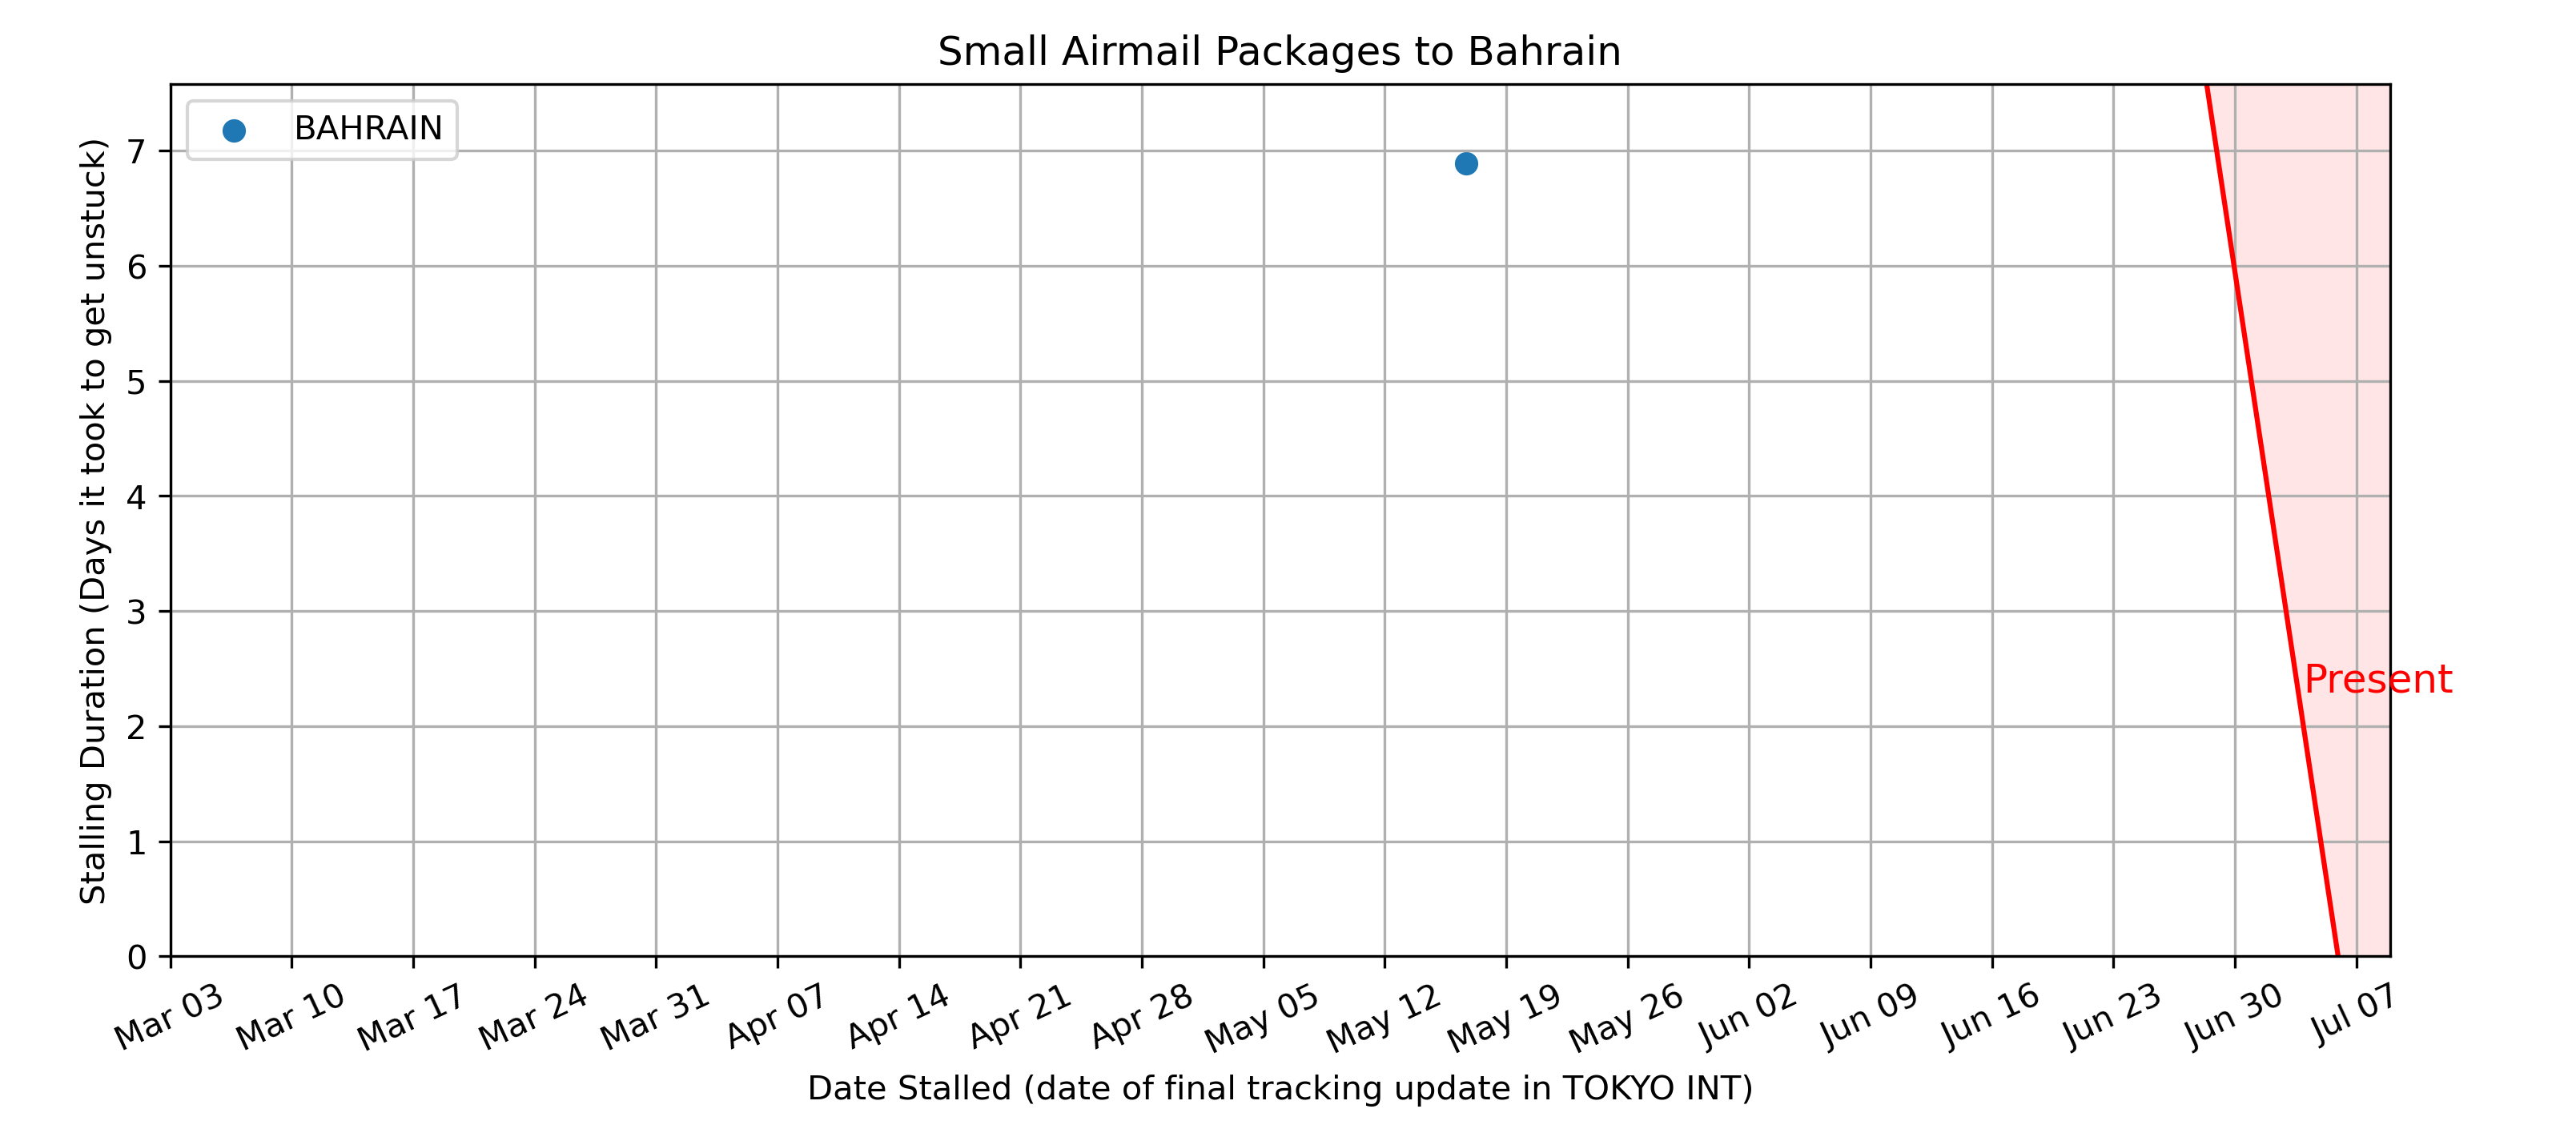 Small Airmail Packages to Bahrain
BAHRAIN
Stalling Duration (Days it took to get unstuck)
7
6
5
4
3
2
1
0
Present
Mar 03 Mar 10 Mar 17 Mar 24 Mar 31 Apr 07 Apr 14 Apr 21 Apr 28 May 05 May 12 May 19 May 26 Jun 02 Jun 09 Jun 16 Jun 23 Jun 30 Jul 07
Date Stalled (date of final tracking update in TOKYO INT)